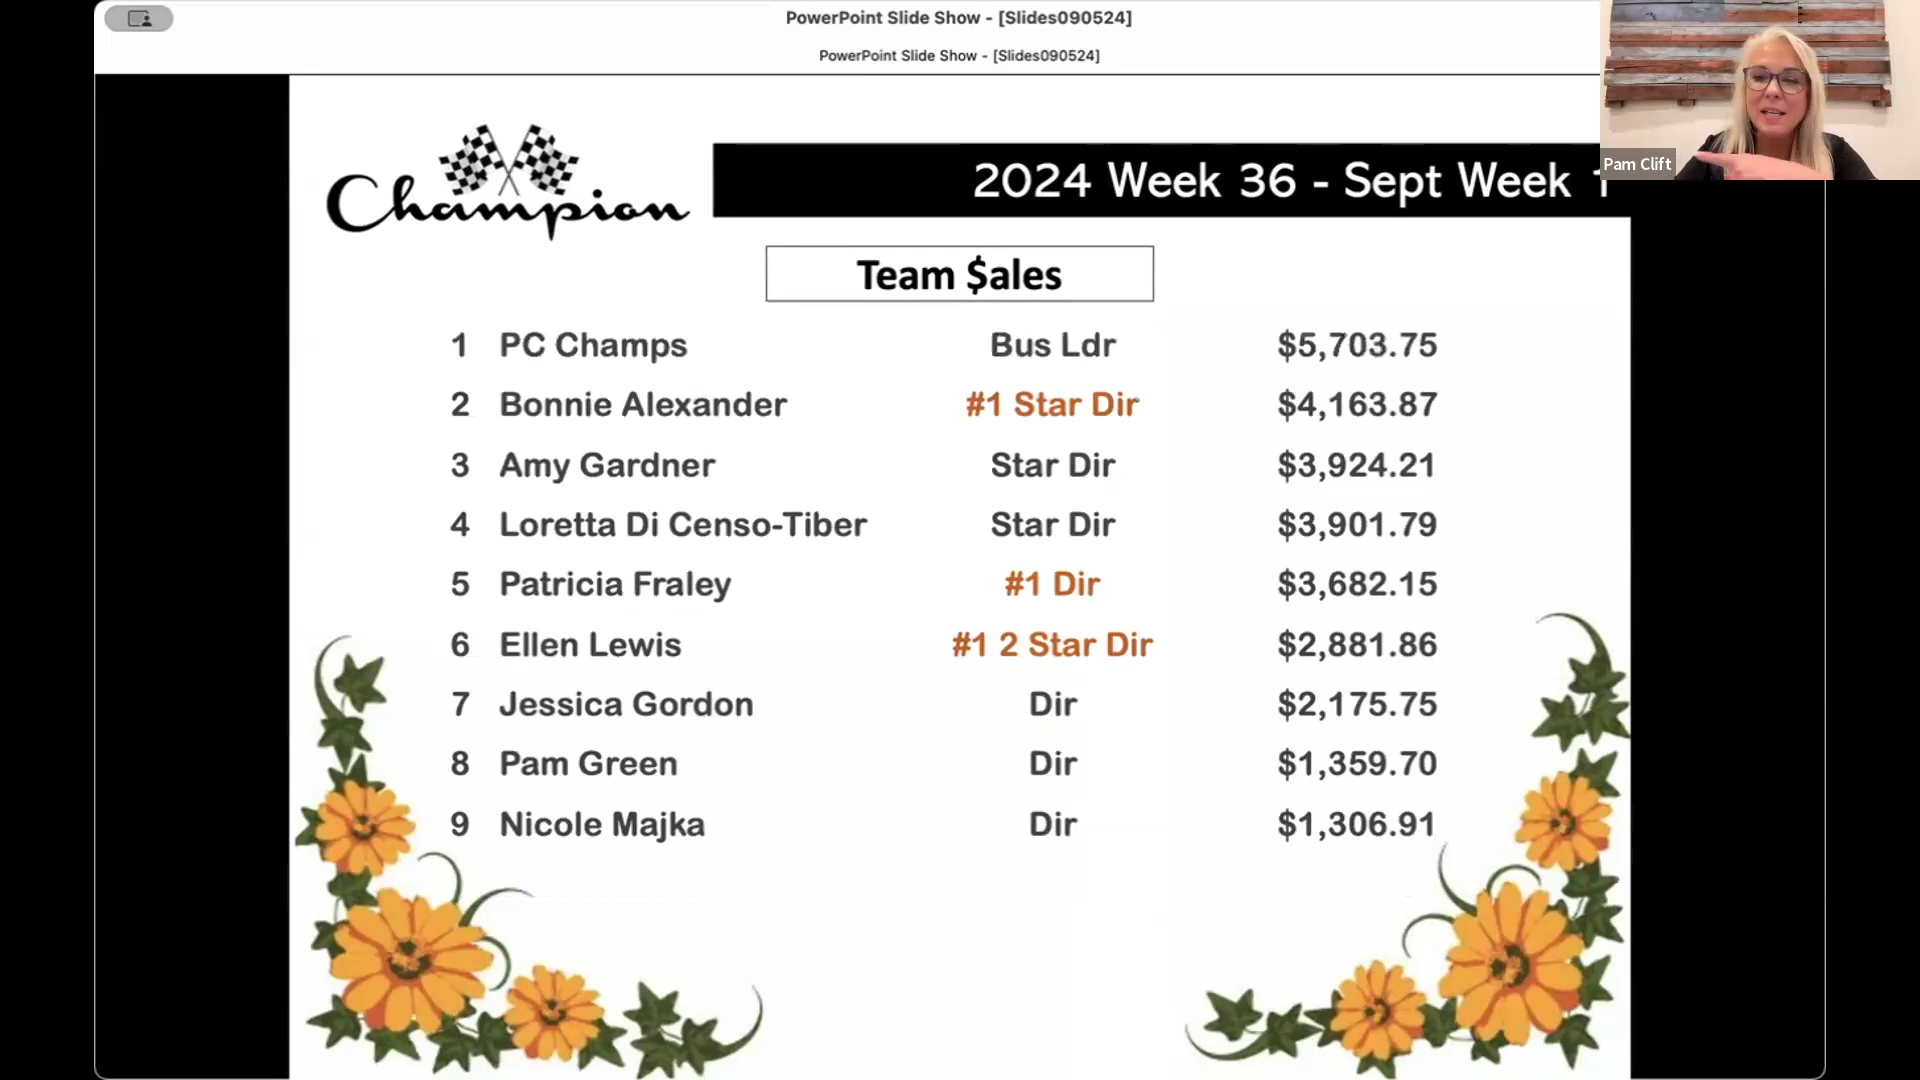 PowerPoint Slide Show - [Slides090524]
PowerPoint Slide Show - [Slides090524]
Pam Clift
Champion
2024 Week 36 - Sept Week 1
Team $ales
1 PC Champs Bus Ldr $5,703.75
2 Bonnie Alexander #1 Star Dir $4,163.87
3 Amy Gardner Star Dir $3,924.21
4 Loretta Di Censo-Tiber Star Dir $3,901.79
5 Patricia Fraley #1 Dir $3,682.15
6 Ellen Lewis #1 2 Star Dir $2,881.86
7 Jessica Gordon Dir $2,175.75
8 Pam Green Dir $1,359.70
9 Nicole Majka Dir $1,306.91